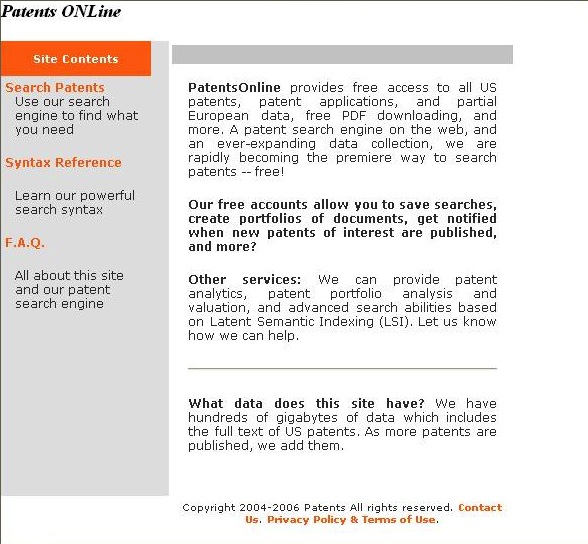 Patents ONLine
Site Contents
Search Patents
Use our search
engine to find what
you need
Syntax Reference
Learn our powerful
search syntax
F.A.Q.
All about this site
and our patent
search engine
PatentsOnline provides free access to all US
patents, patent applications, and partial
European data, free PDF downloading, and
more. A patent search engine on the web, and
an ever-expanding data collection, we are
rapidly becoming the premiere way to search
patents -- free!
Our free accounts allow you to save searches,
create portfolios of documents, get notified
when new patents of interest are published,
and more?
Other services: We can provide patent
analytics, patent portfolio analysis and
valuation, and advanced search abilities based
on Latent Semantic Indexing (LSI). Let us know
how we can help.
What data does this site have? We have
hundreds of gigabytes of data which includes
the full text of US patents. As more patents are
published, we add them.
Copyright 2004-2006 Patents All rights reserved. Contact
Us. Privacy Policy & Terms of Use.